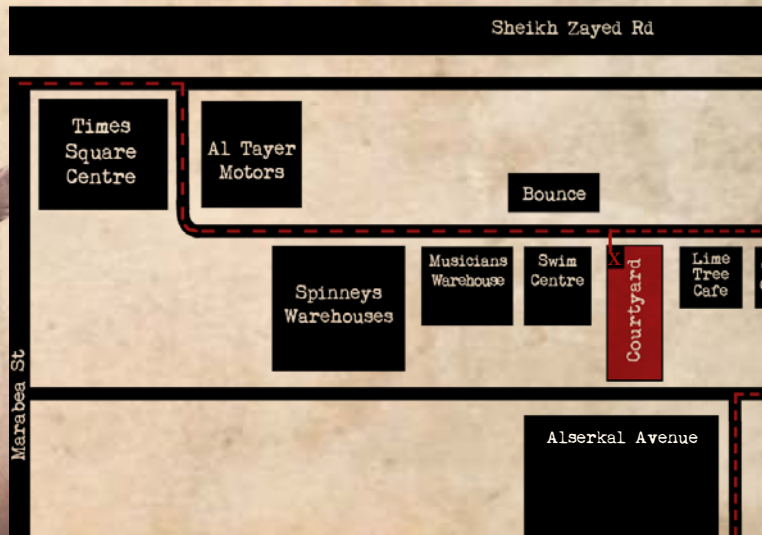 Sheikh Zayed Rd
Times
Square
Centre
Al Tayer
Motors
Bounce
Spinneys
Warehouses
Musicians
Warehouse
Swim
Centre
X
Courtyard
Lime
Tree
Cafe
Marabea St
Alserkal Avenue